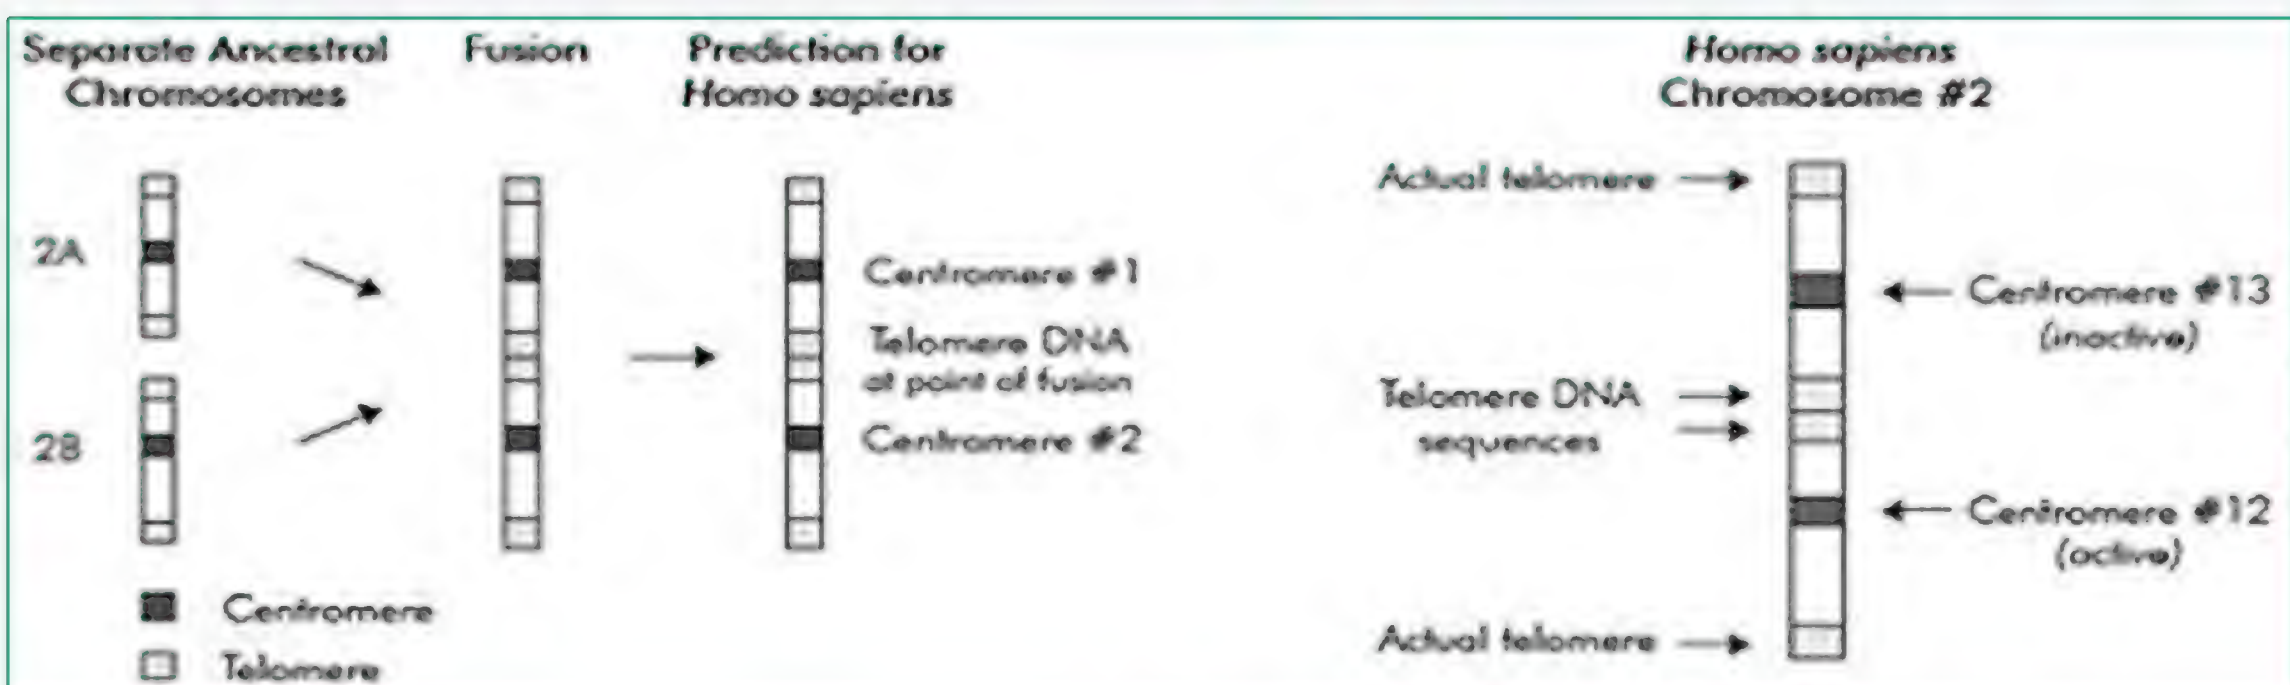 Separate Ancestral
Chromosomes
Fusion
Prediction for
Homo sapiens
Homo sapiens
Chromosome #2
2A
2B
Centromere #1
Telomere DNA
at point of fusion
Centromere #2
Actual telomere
Centromere #13
(inactive)
Telomere DNA
sequences
Centromere #12
(active)
Actual telomere
Centromere
Telomere